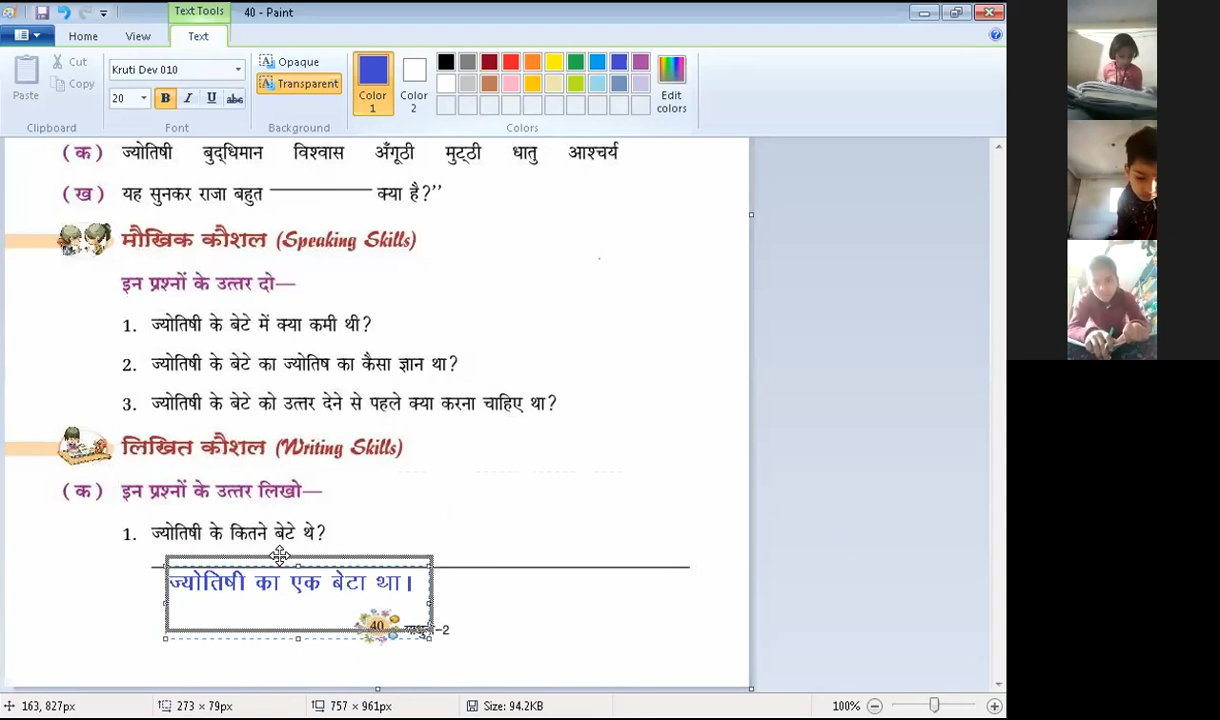 Text Tools
40 - Paint
Home View Text
Cut
Copy
Paste
Clipboard
Kruti Dev 010
20 B I U abc
Font
Opaque
Transparent
Background
Color 1
Color 2
Edit colors
Colors
(क) ज्योतिषी बुद्धिमान विश्वास अँगूठी मुट्ठी धातु आश्चर्य
(ख) यह सुनकर राजा बहुत ———— क्या है?’’
मौखिक कौशल (Speaking Skills)
इन प्रश्नों के उत्तर दो—
1. ज्योतिषी के बेटे में क्या कमी थी?
2. ज्योतिषी के बेटे का ज्योतिष का कैसा ज्ञान था?
3. ज्योतिषी के बेटे को उत्तर देने से पहले क्या करना चाहिए था?
लिखित कौशल (Writing Skills)
(क) इन प्रश्नों के उत्तर लिखो—
1. ज्योतिषी के कितने बेटे थे?
ज्योतिषी का एक बेटा था।
40
163, 827px 273 × 79px 757 × 961px Size: 94.2KB 100%